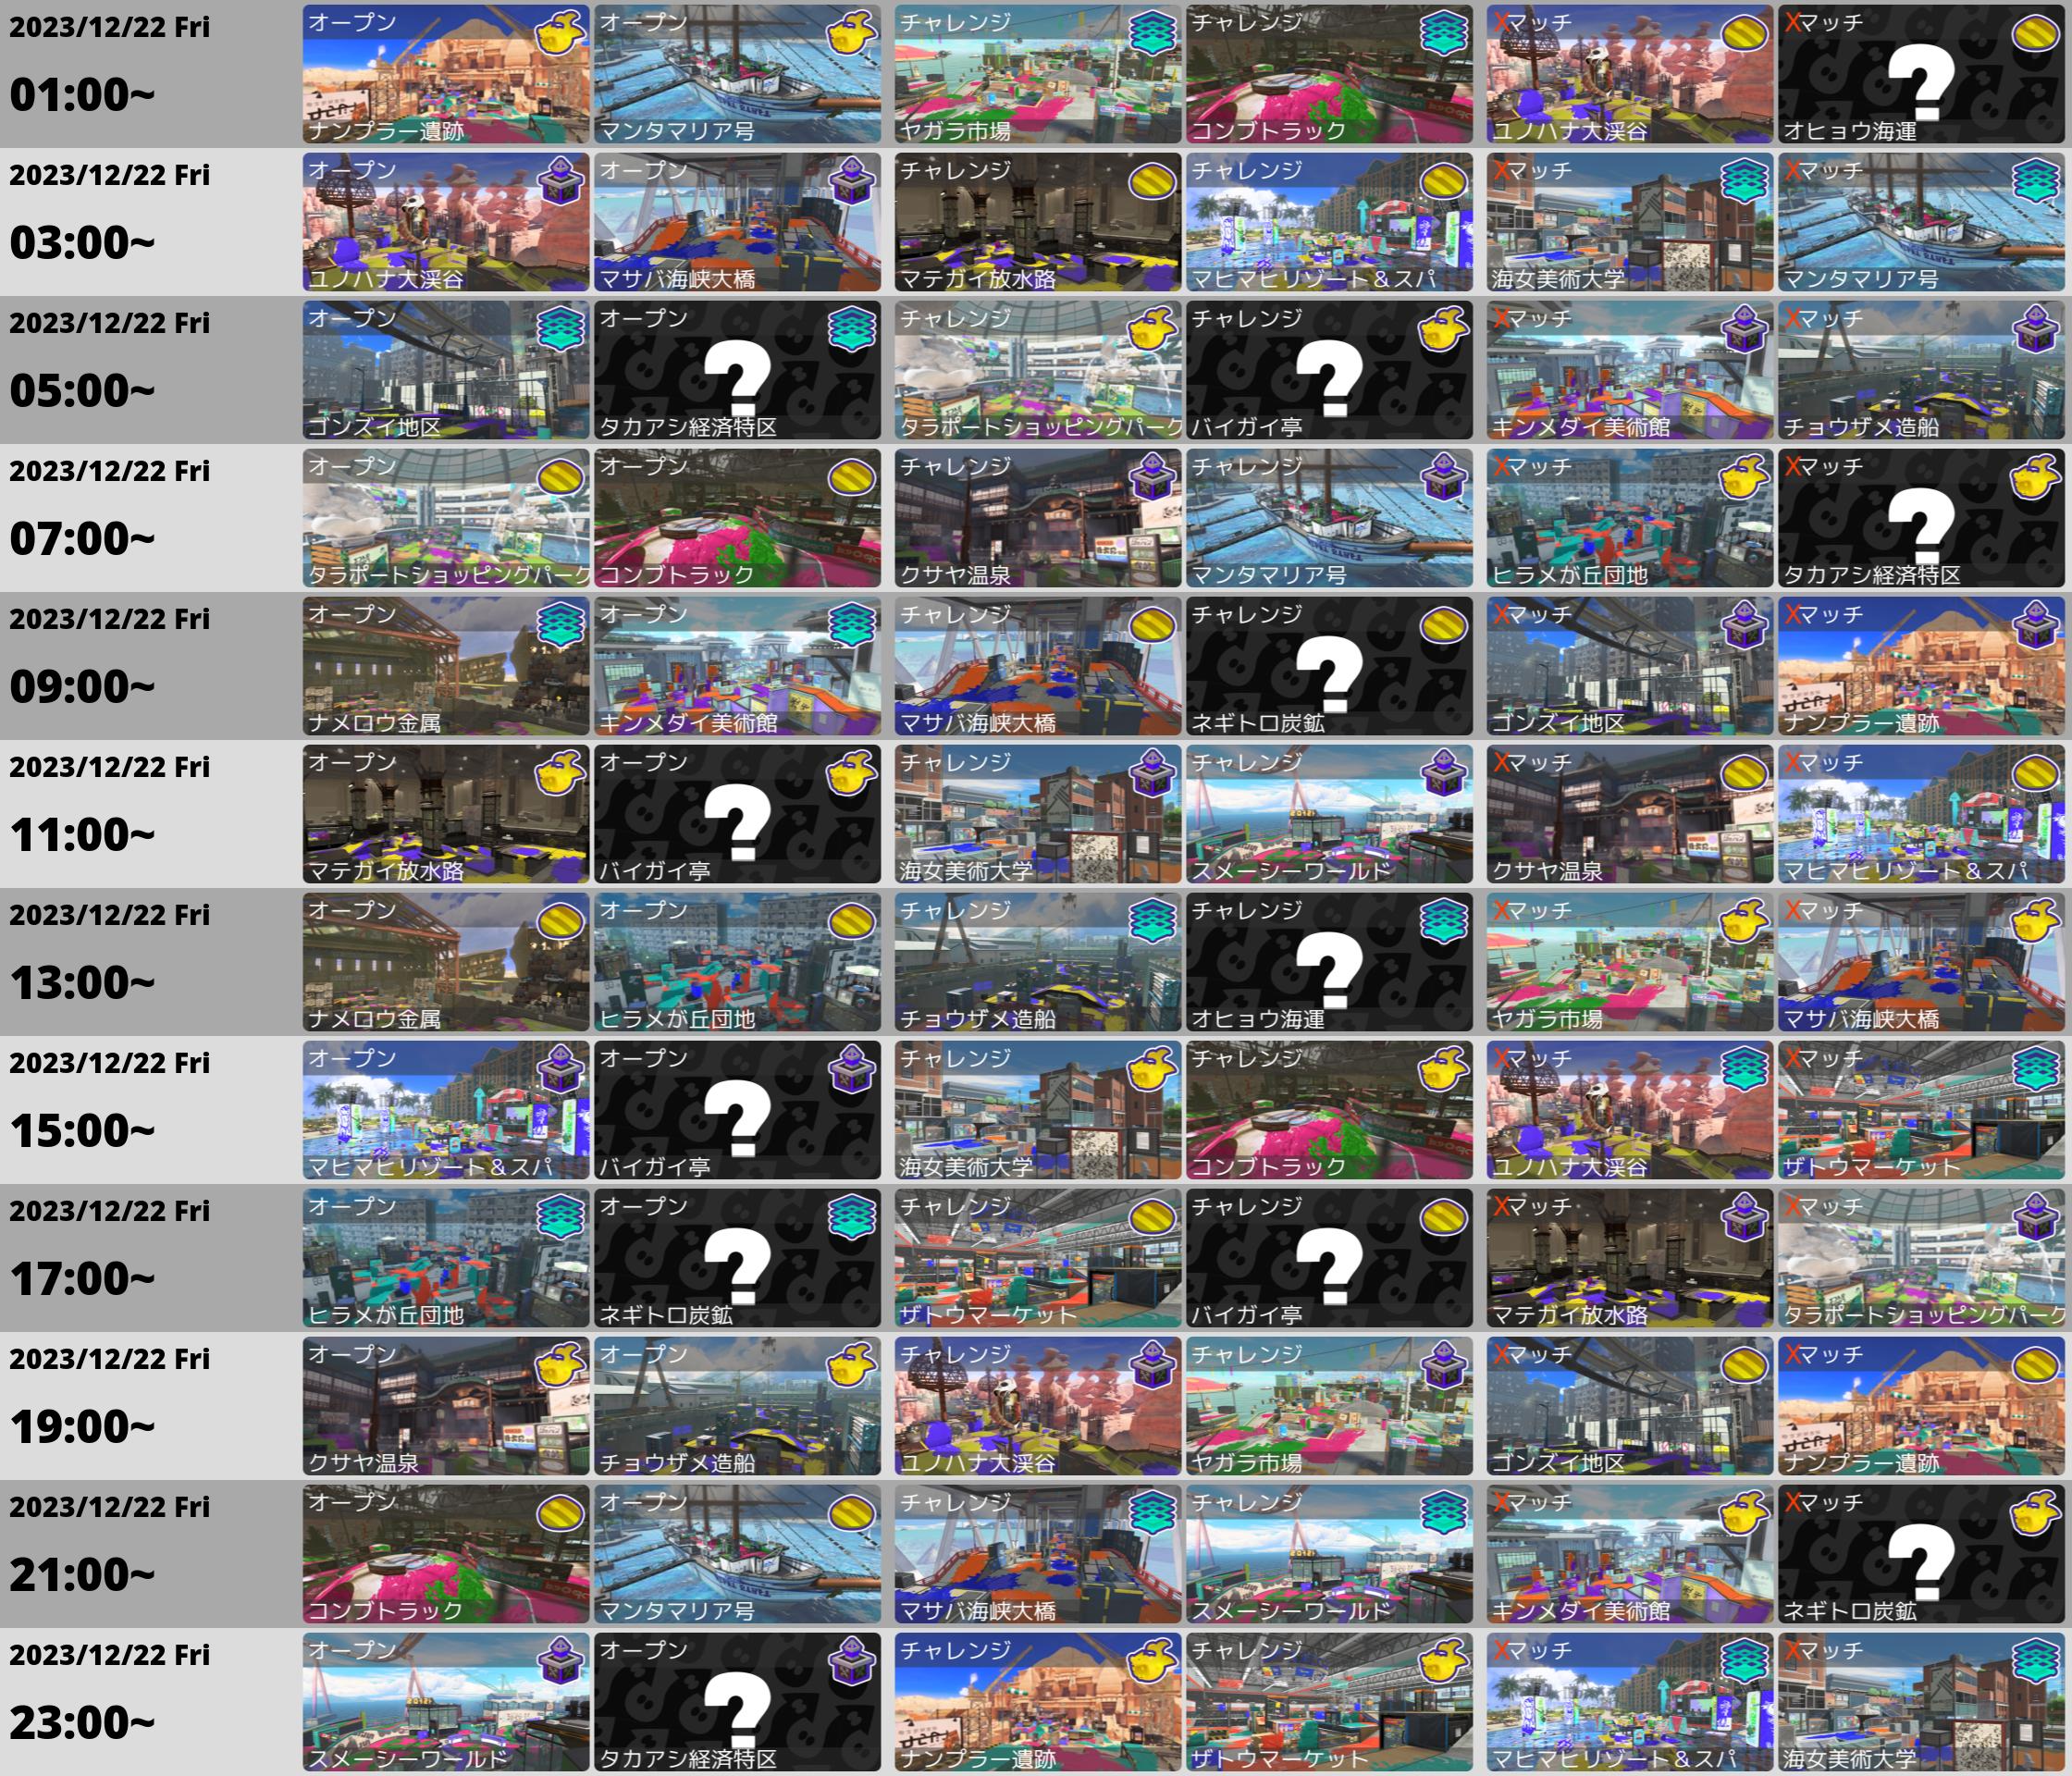 2023/12/22 Fri
01:00~
オープン
ナンプラー遺跡
オープン
マンタマリア号
チャレンジ
ヤガラ市場
チャレンジ
コンブトラック
Xマッチ
ユノハナ大渓谷
Xマッチ
オヒョウ海運
2023/12/22 Fri
03:00~
オープン
ユノハナ大渓谷
オープン
マサバ海峡大橋
チャレンジ
マテガイ放水路
チャレンジ
マヒマヒリゾート&スパ
Xマッチ
海女美術大学
Xマッチ
マンタマリア号
2023/12/22 Fri
05:00~
オープン
ゴンズイ地区
オープン
タカアシ経済特区
チャレンジ
タラポートショッピングパーク
チャレンジ
バイガイ亭
Xマッチ
キンメダイ美術館
Xマッチ
チョウザメ造船
2023/12/22 Fri
07:00~
オープン
タラポートショッピングパーク
オープン
コンブトラック
チャレンジ
クサヤ温泉
チャレンジ
マンタマリア号
Xマッチ
ヒラメが丘団地
Xマッチ
タカアシ経済特区
2023/12/22 Fri
09:00~
オープン
ナメロウ金属
オープン
キンメダイ美術館
チャレンジ
マサバ海峡大橋
チャレンジ
ネギトロ炭鉱
Xマッチ
ゴンズイ地区
Xマッチ
ナンプラー遺跡
2023/12/22 Fri
11:00~
オープン
マテガイ放水路
オープン
バイガイ亭
チャレンジ
海女美術大学
チャレンジ
スメーシーワールド
Xマッチ
クサヤ温泉
Xマッチ
マヒマヒリゾート&スパ
2023/12/22 Fri
13:00~
オープン
ナメロウ金属
オープン
ヒラメが丘団地
チャレンジ
チョウザメ造船
チャレンジ
オヒョウ海運
Xマッチ
ヤガラ市場
Xマッチ
マサバ海峡大橋
2023/12/22 Fri
15:00~
オープン
マヒマヒリゾート&スパ
オープン
バイガイ亭
チャレンジ
海女美術大学
チャレンジ
コンブトラック
Xマッチ
ユノハナ大渓谷
Xマッチ
ザトウマーケット
2023/12/22 Fri
17:00~
オープン
ヒラメが丘団地
オープン
ネギトロ炭鉱
チャレンジ
ザトウマーケット
チャレンジ
バイガイ亭
Xマッチ
マテガイ放水路
Xマッチ
タラポートショッピングパーク
2023/12/22 Fri
19:00~
オープン
クサヤ温泉
オープン
チョウザメ造船
チャレンジ
ユノハナ大渓谷
チャレンジ
ヤガラ市場
Xマッチ
ゴンズイ地区
Xマッチ
ナンプラー遺跡
2023/12/22 Fri
21:00~
オープン
コンブトラック
オープン
マンタマリア号
チャレンジ
マサバ海峡大橋
チャレンジ
スメーシーワールド
Xマッチ
キンメダイ美術館
Xマッチ
ネギトロ炭鉱
2023/12/22 Fri
23:00~
オープン
スメーシーワールド
オープン
タカアシ経済特区
チャレンジ
ナンプラー遺跡
チャレンジ
ザトウマーケット
Xマッチ
マヒマヒリゾート&スパ
Xマッチ
海女美術大学